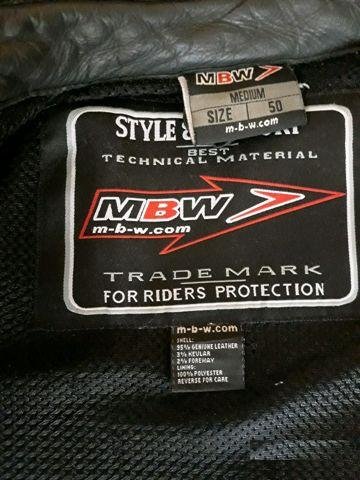 MBW
MEDIUM
SIZE 50
m-b-w.com
STYLE &
BEST
TECHNICAL MATERIAL
MBW
m-b-w.com
TRADE MARK
FOR RIDERS PROTECTION
m-b-w.com
SHELL:
95% GENUINE LEATHER
3% KEVLAR
2% FORWAY
LINING:
100% POLYESTER
REVERSE FOR CARE